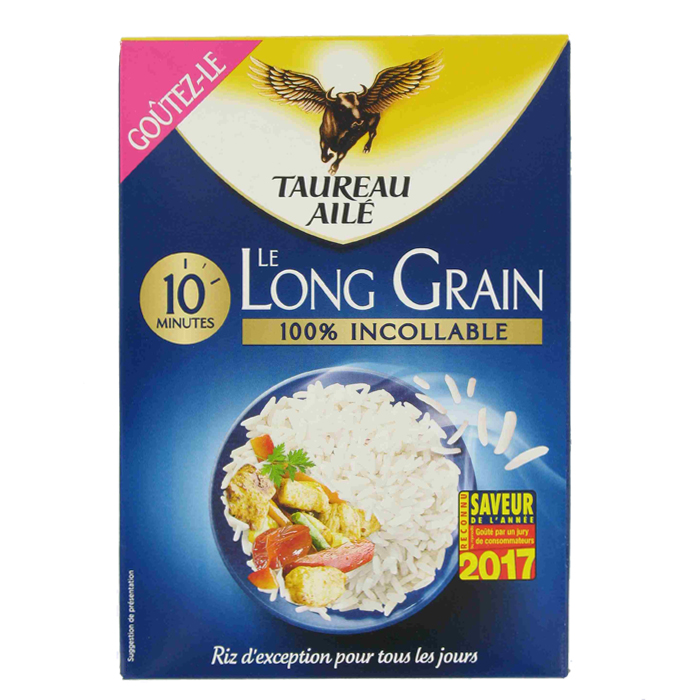 GOÛTEZ-LE
TAUREAU
AILÉ
LE
LONG GRAIN
100% INCOLLABLE
10
MINUTES
RECONNU
SAVEUR
DE L'ANNÉE
Goûté par un jury
de consommateurs
2017
Suggestion de présentation
Riz d'exception pour tous les jours